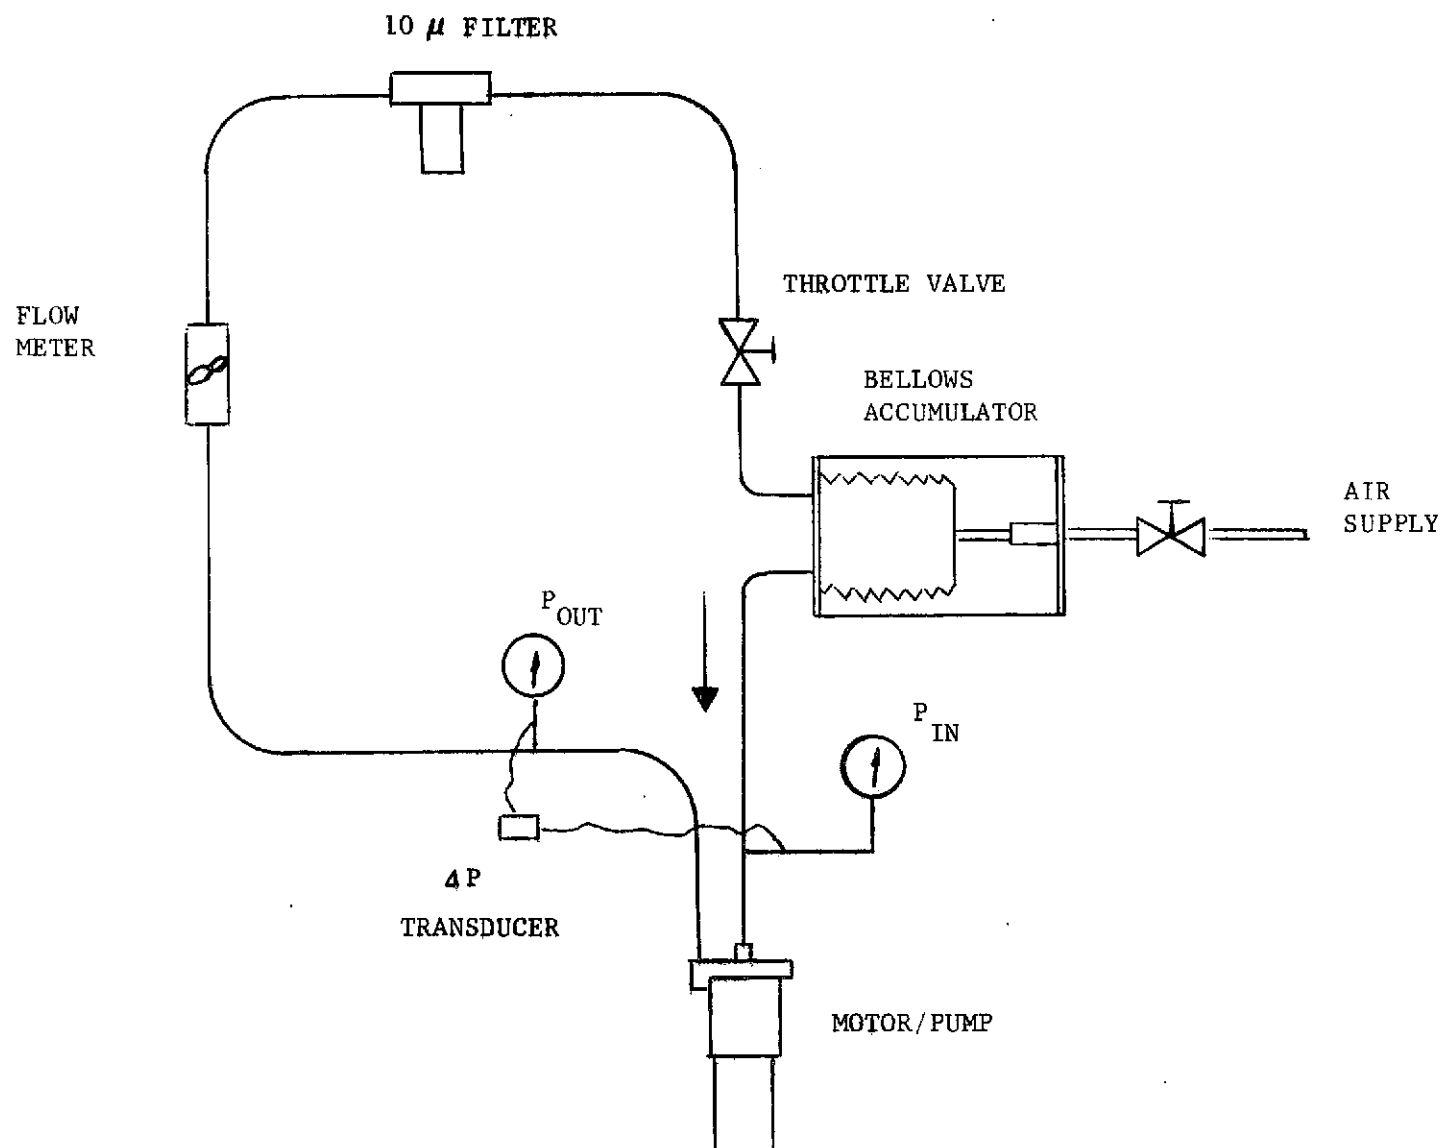 10 μ FILTER
THROTTLE VALVE
FLOW
METER
BELLOWS
ACCUMULATOR
AIR
SUPPLY
P OUT
P IN
ΔP
TRANSDUCER
MOTOR/PUMP